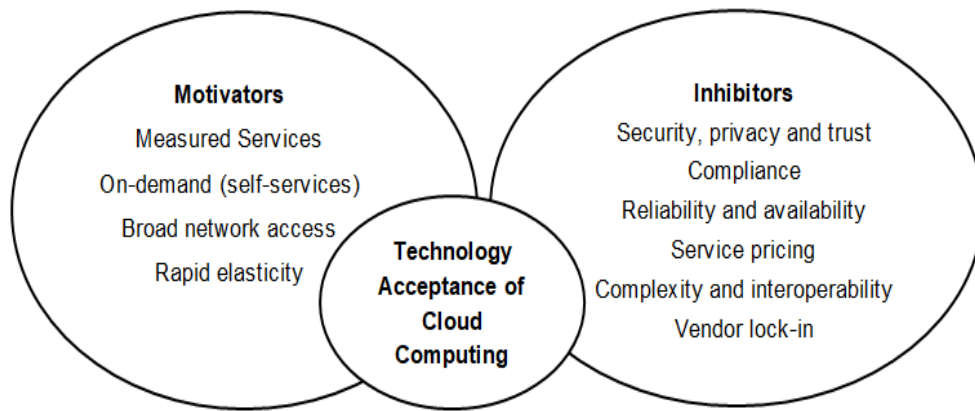 Motivators
Measured Services
On-demand (self-services)
Broad network access
Rapid elasticity
Technology
Acceptance of
Cloud
Computing
Inhibitors
Security, privacy and trust
Compliance
Reliability and availability
Service pricing
Complexity and interoperability
Vendor lock-in